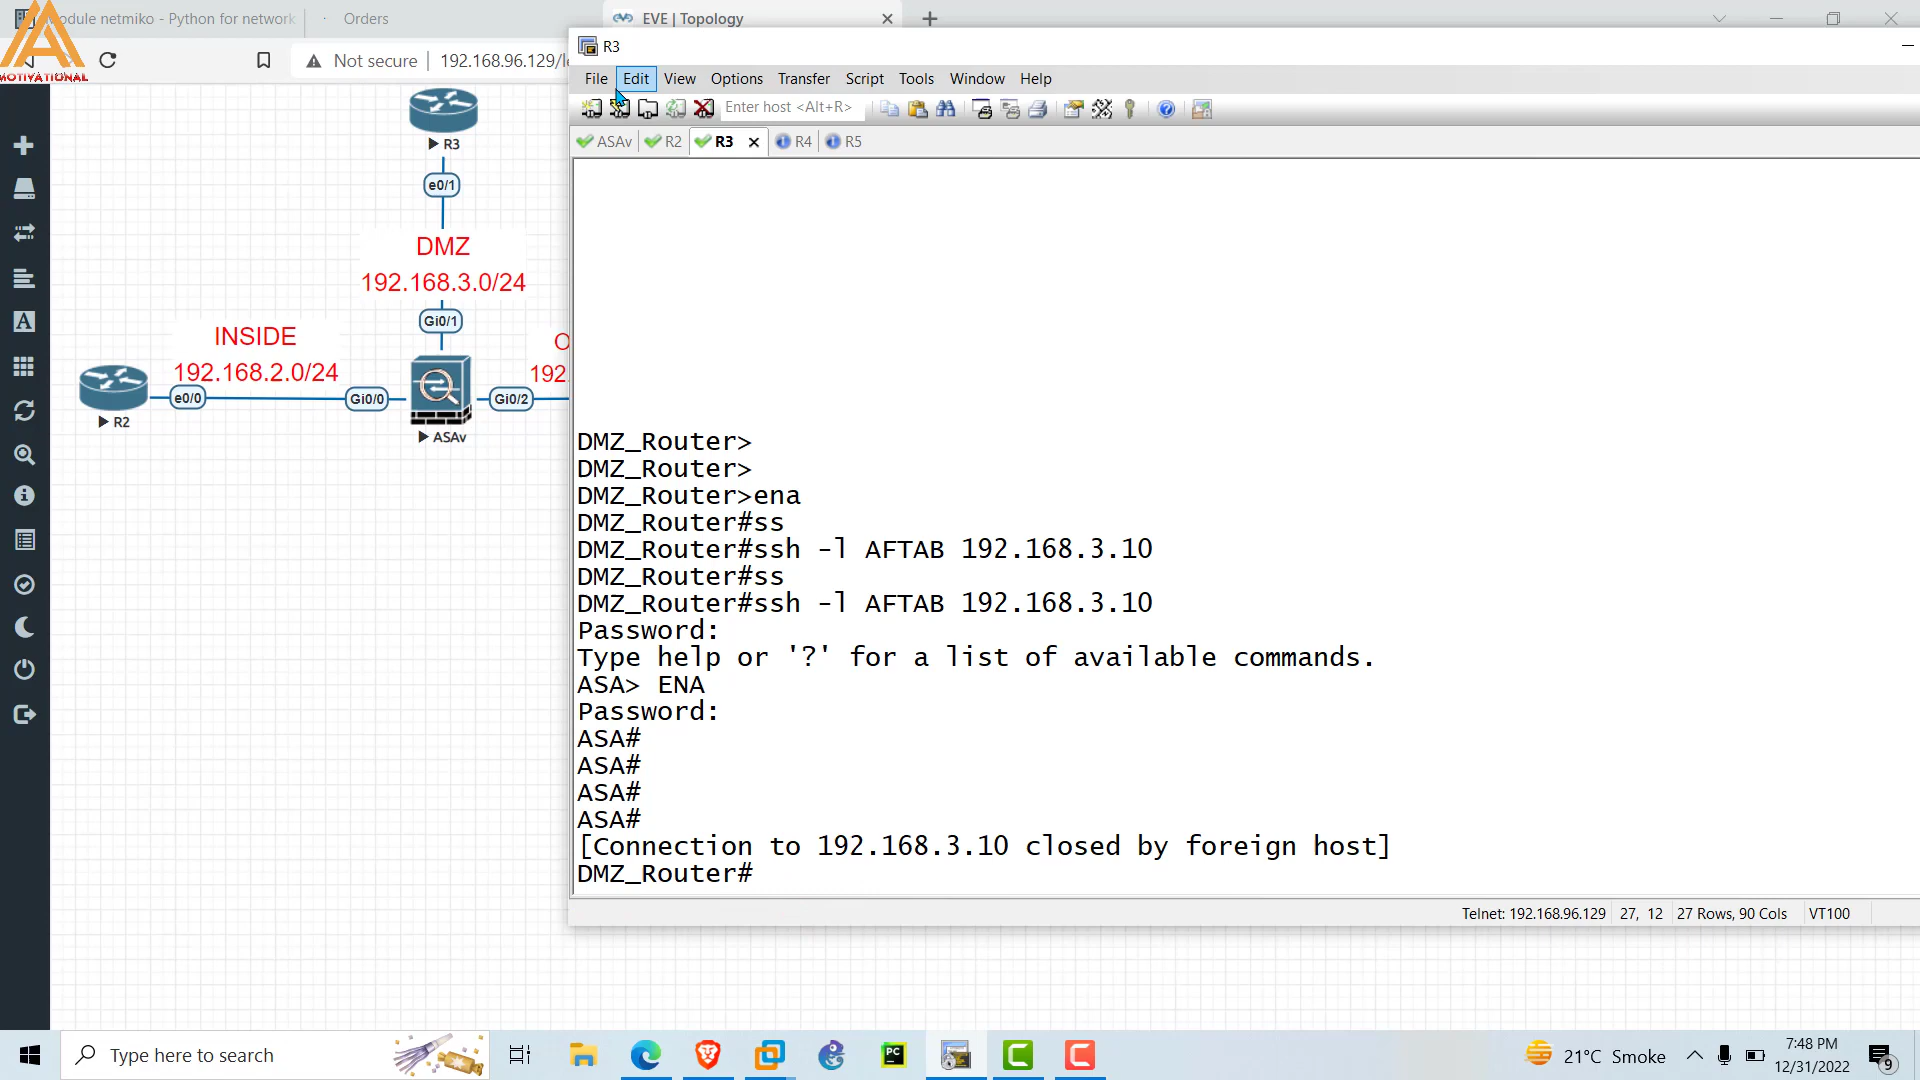 odule netmiko - Python for network
Orders
EVE | Topology
MOTIVATIONAL
Not secure
192.168.96.129/le
R3
File Edit View Options Transfer Script Tools Window Help
Enter host <Alt+R>
ASAv R2 R3 R4 R5
R3
e0/1
DMZ
192.168.3.0/24
Gi0/1
INSIDE
192.168.2.0/24
O
192.
e0/0
Gi0/0
Gi0/2
R2
ASAv
DMZ_Router>
DMZ_Router>
DMZ_Router>ena
DMZ_Router#ss
DMZ_Router#ssh -l AFTAB 192.168.3.10
DMZ_Router#ss
DMZ_Router#ssh -l AFTAB 192.168.3.10
Password:
Type help or '?' for a list of available commands.
ASA> ENA
Password:
ASA#
ASA#
ASA#
ASA#
[Connection to 192.168.3.10 closed by foreign host]
DMZ_Router#
Telnet: 192.168.96.129 27, 12 27 Rows, 90 Cols VT100
Type here to search
PC
21°C Smoke
7:48 PM
12/31/2022
9